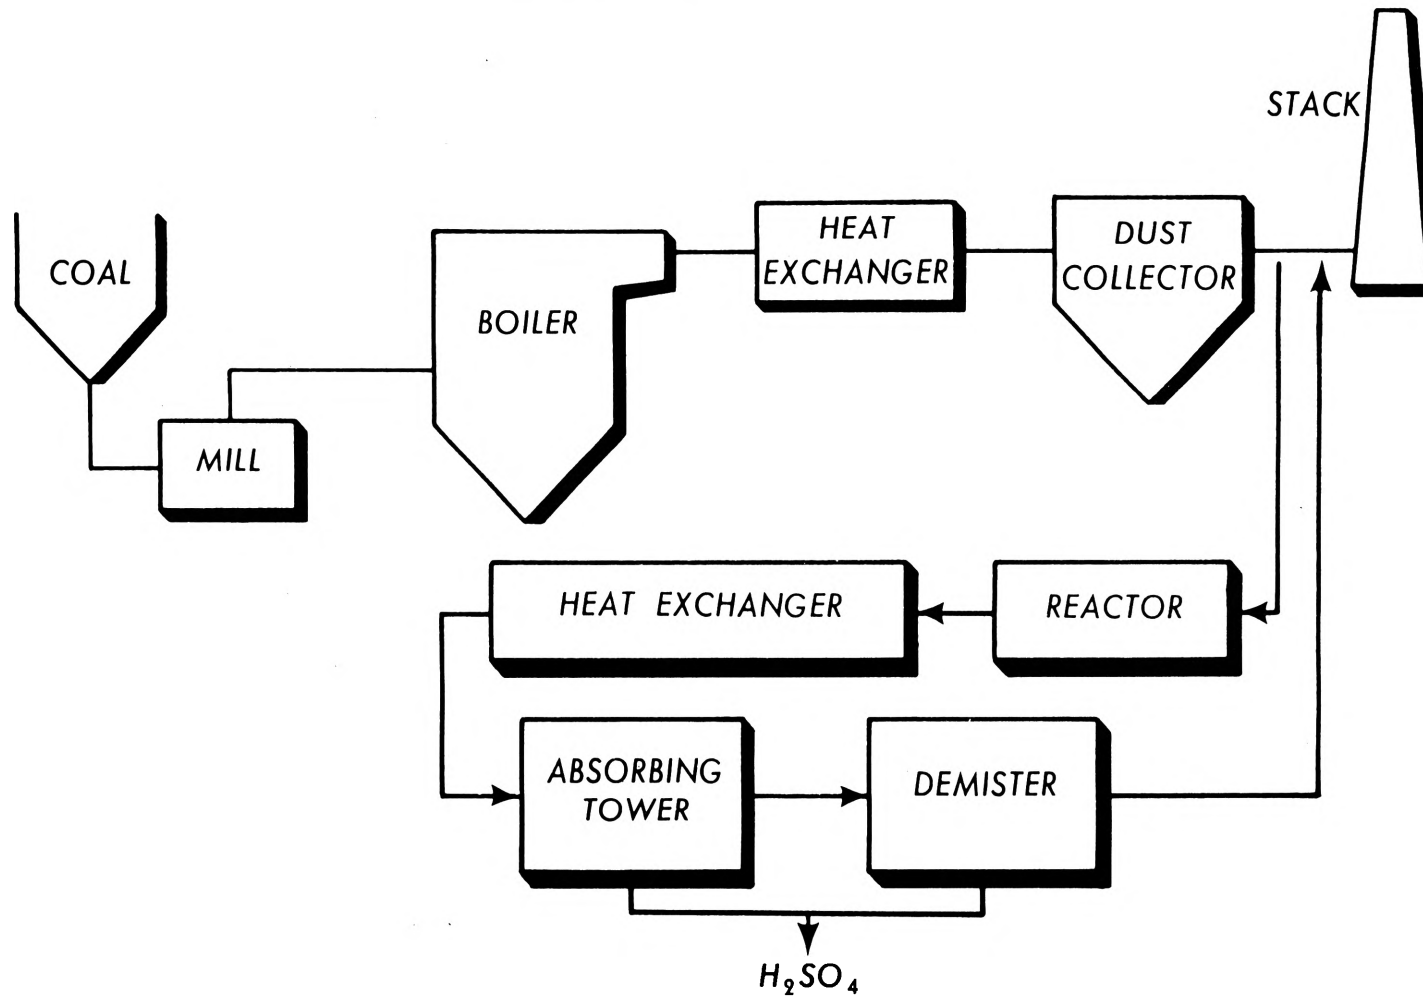 STACK
COAL
MILL
BOILER
HEAT
EXCHANGER
DUST
COLLECTOR
HEAT EXCHANGER
REACTOR
ABSORBING
TOWER
DEMISTER
H₂SO₄